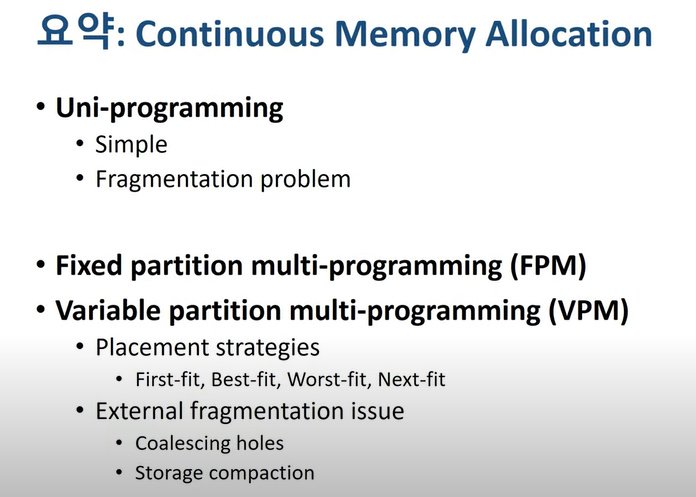 요약: Continuous Memory Allocation
• Uni-programming
• Simple
• Fragmentation problem
• Fixed partition multi-programming (FPM)
• Variable partition multi-programming (VPM)
• Placement strategies
• First-fit, Best-fit, Worst-fit, Next-fit
• External fragmentation issue
• Coalescing holes
• Storage compaction